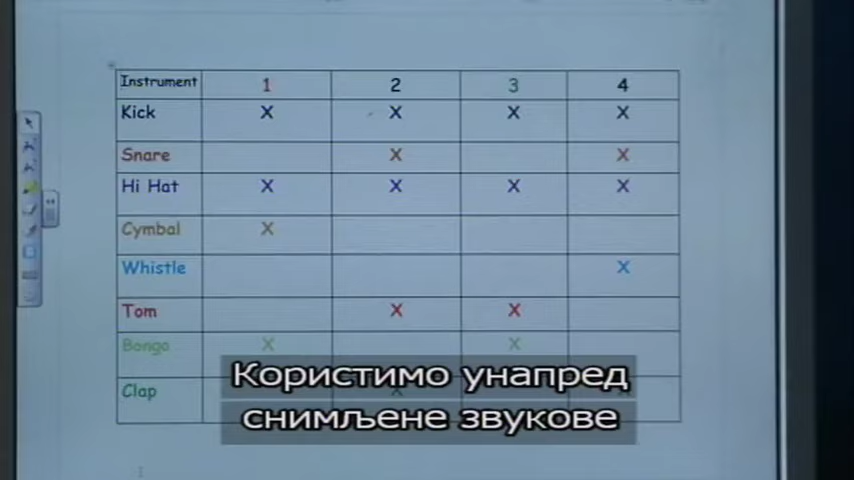 Instrument 1 2 3 4
Kick X X X X
Snare X X
Hi Hat X X X X
Cymbal X
Whistle X
Tom X X
Bongo X X
Clap
Користимо унапред
снимљене звукове